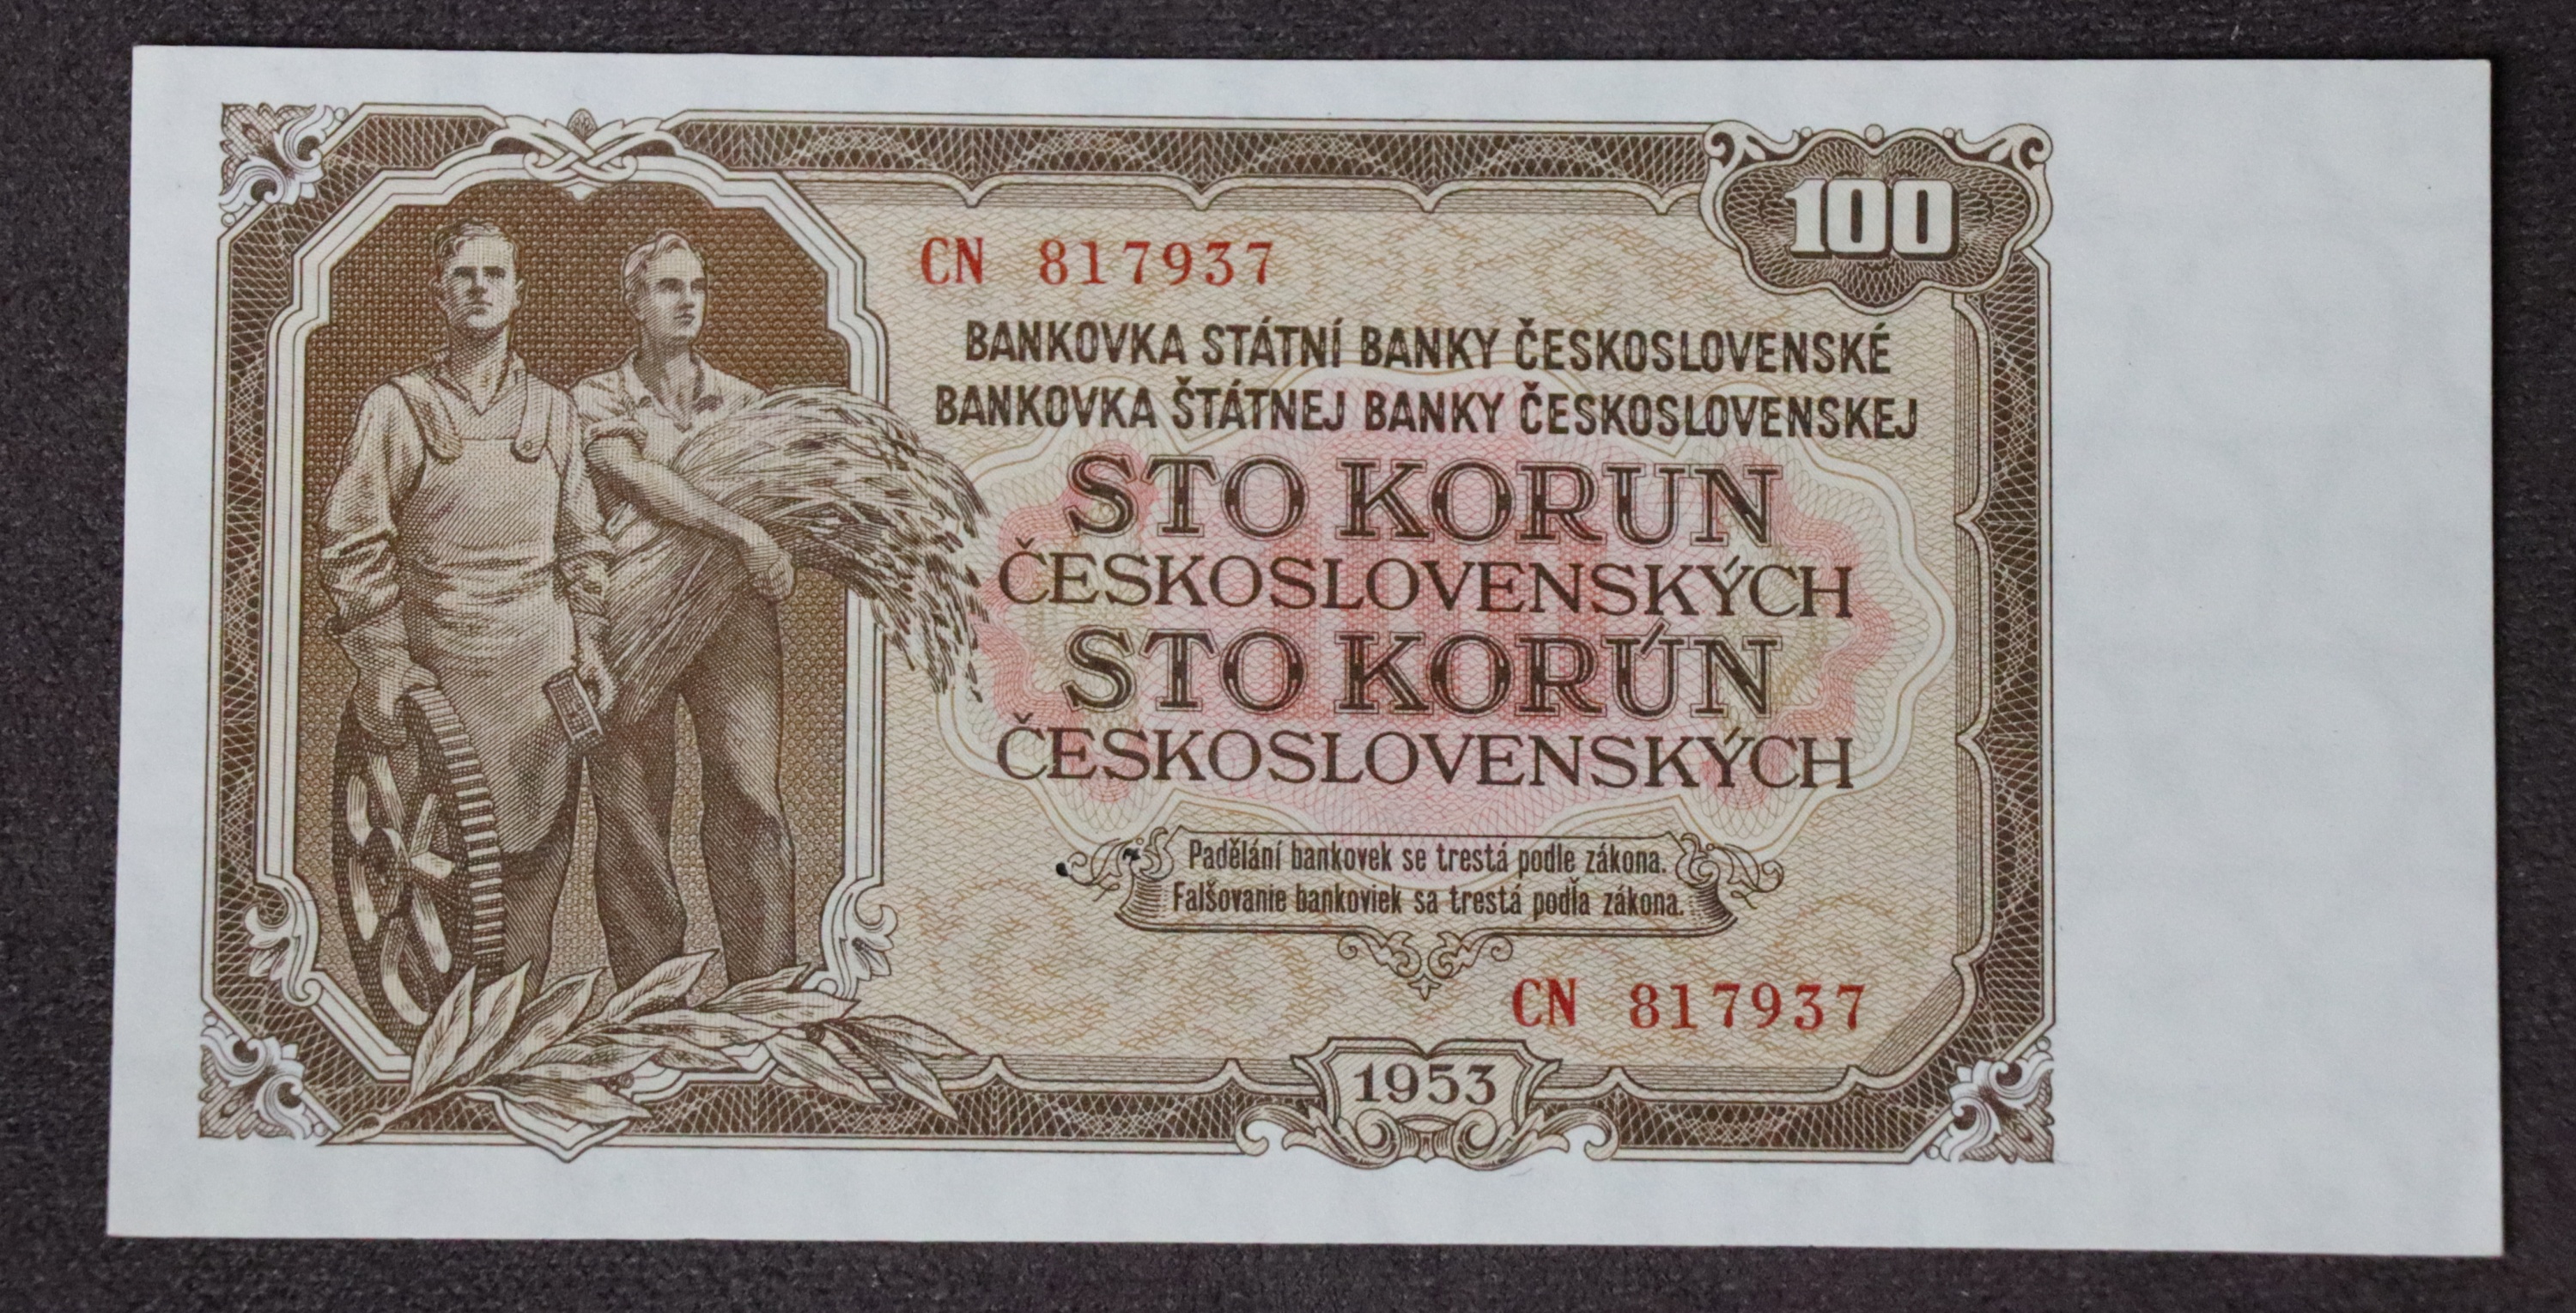 100
CN 817937
BANKOVKA STÁTNÍ BANKY ČESKOSLOVENSKÉ
BANKOVKA ŠTÁTNEJ BANKY ČESKOSLOVENSKEJ
STO KORUN
ČESKOSLOVENSKÝCH
STO KORÚN
ČESKOSLOVENSKÝCH
Padělání bankovek se trestá podle zákona.
Falšovanie bankoviek sa trestá podľa zákona.
CN 817937
1953